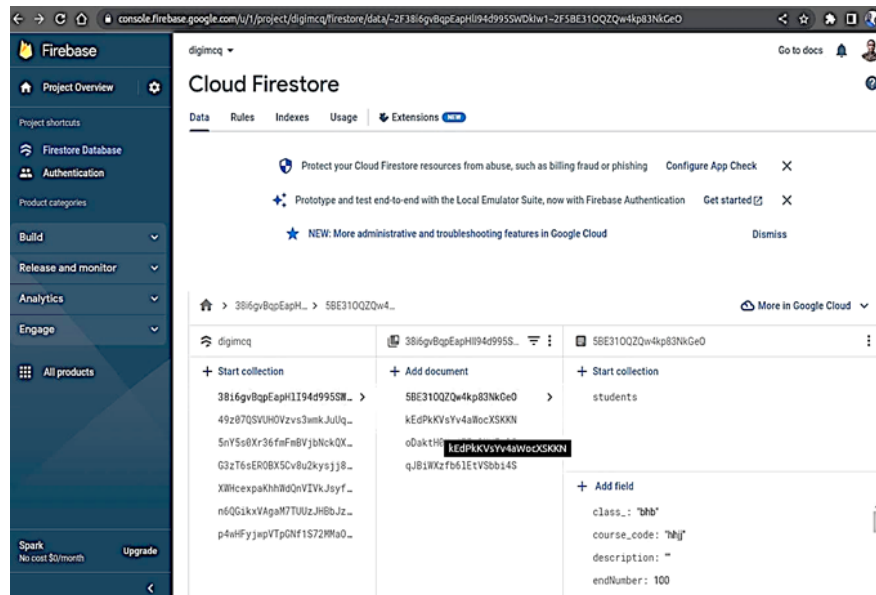 console.firebase.google.com/u/1/project/digimcq/firestore/data/~2F38i6gvBqpEapHlI94d995SWDkIw1~2F5BE31OQZQw4kp83NkGeO
Firebase
digimcq
Go to docs
Project Overview
Cloud Firestore
Data Rules Indexes Usage Extensions NEW
Project shortcuts
Firestore Database
Authentication
Product categories
Build
Release and monitor
Analytics
Engage
All products
Protect your Cloud Firestore resources from abuse, such as billing fraud or phishing Configure App Check
Prototype and test end-to-end with the Local Emulator Suite, now with Firebase Authentication Get started
NEW: More administrative and troubleshooting features in Google Cloud Dismiss
38i6gvBqpEapH... > 5BE31OQZQw4...
More in Google Cloud
digimcq
+ Start collection
38i6gvBqpEapHlI94d995SW…
49z07QSVUHOVzvs3wmkJuUq…
5nY5s0Xr36fmFmBVjbNckQX…
G3zT6sEROBX5Cv8u2kysjj8…
XWHcexpaKhhWdQnVIVkJsyf…
n6QGikxVAgaM7TUUzJHBbJz…
p4wHFyjwpVTpGNf1S72MMaO…
38i6gvBqpEapHlI94d995S…
+ Add document
5BE31OQZQw4kp83NkGeO
kEdPkKVsYv4aWocXSKKN
kEdPkKVsYv4aWocXSKKN
qJBiWXzfb6lEtVSbbi4S
5BE31OQZQw4kp83NkGeO
+ Start collection
students
+ Add field
class_: "bhb"
course_code: "hhjj"
description: ""
endNumber: 100
Spark
No cost $0/month
Upgrade